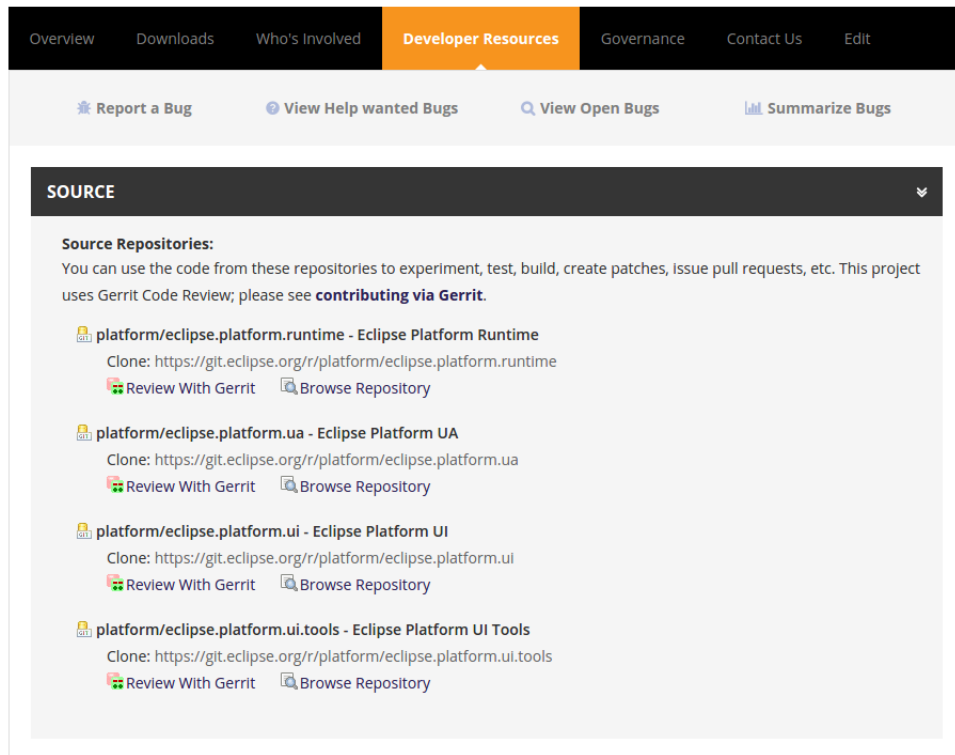 Overview Downloads Who's Involved Developer Resources Governance Contact Us Edit
Report a Bug View Help wanted Bugs View Open Bugs Summarize Bugs
SOURCE
Source Repositories:
You can use the code from these repositories to experiment, test, build, create patches, issue pull requests, etc. This project
uses Gerrit Code Review; please see contributing via Gerrit.
GIT platform/eclipse.platform.runtime - Eclipse Platform Runtime
Clone: https://git.eclipse.org/r/platform/eclipse.platform.runtime
Review With Gerrit Browse Repository
GIT platform/eclipse.platform.ua - Eclipse Platform UA
Clone: https://git.eclipse.org/r/platform/eclipse.platform.ua
Review With Gerrit Browse Repository
GIT platform/eclipse.platform.ui - Eclipse Platform UI
Clone: https://git.eclipse.org/r/platform/eclipse.platform.ui
Review With Gerrit Browse Repository
GIT platform/eclipse.platform.ui.tools - Eclipse Platform UI Tools
Clone: https://git.eclipse.org/r/platform/eclipse.platform.ui.tools
Review With Gerrit Browse Repository